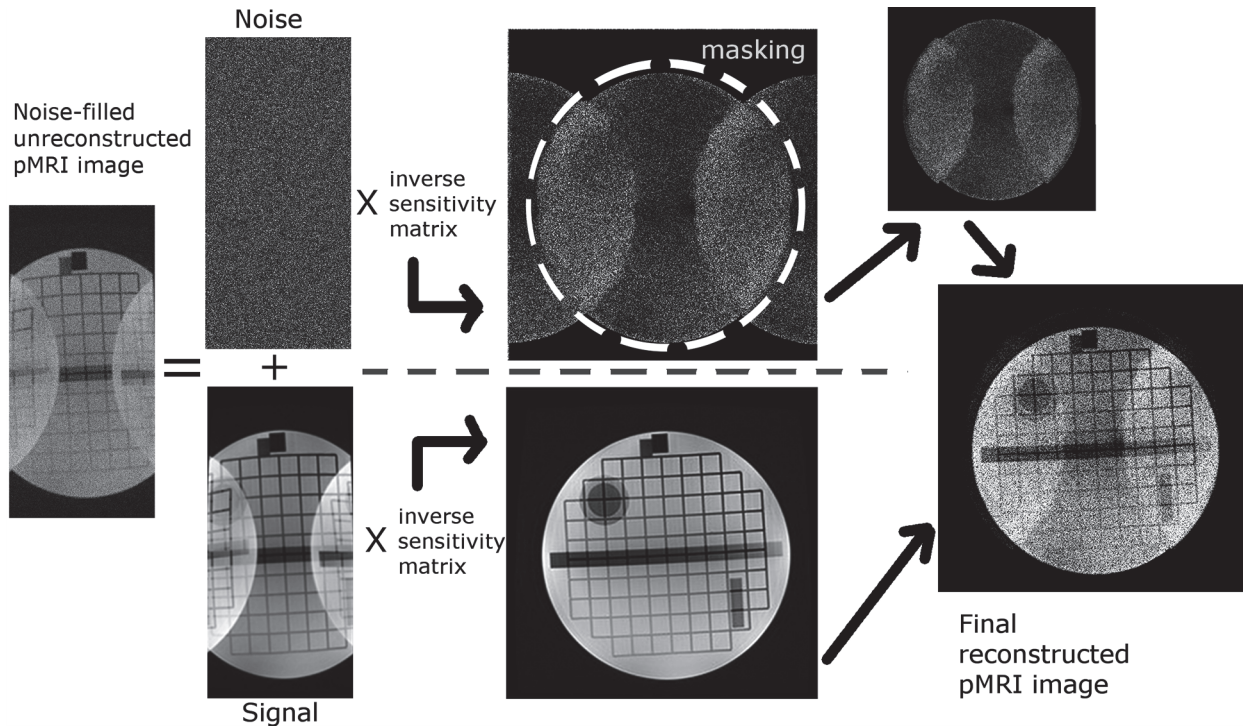 Noise
Noise-filled
unreconstructed
pMRI image
=
+
Signal
X inverse
sensitivity
matrix
masking
X inverse
sensitivity
matrix
Final
reconstructed
pMRI image